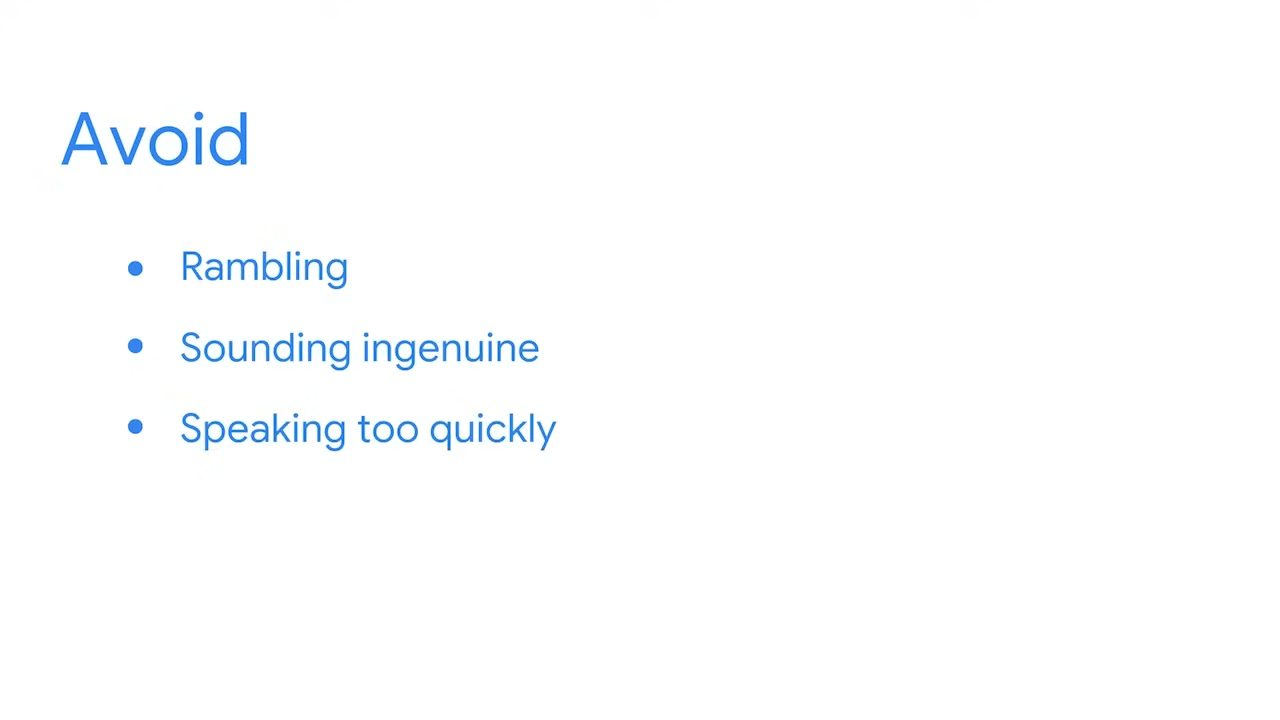 Avoid
• Rambling
• Sounding ingenuine
• Speaking too quickly